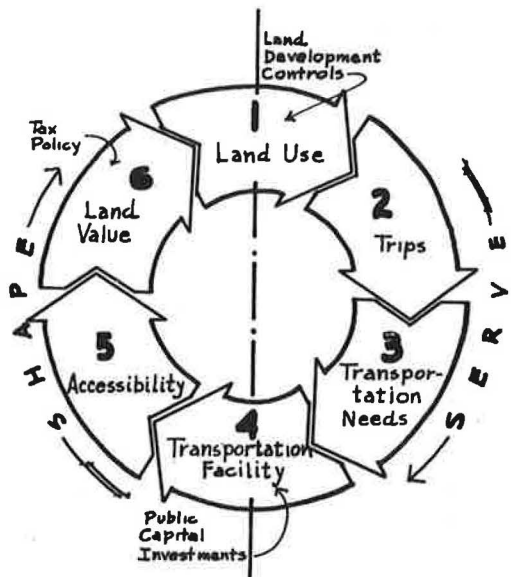 Land
Development
Controls
1
Land Use
Tax
Policy
6
Land
Value
2
Trips
SERVE
3
Transpor-
tation
Needs
4
Transportation
Facility
Public
Capital
Investments
5
Accessibility
SHAPE